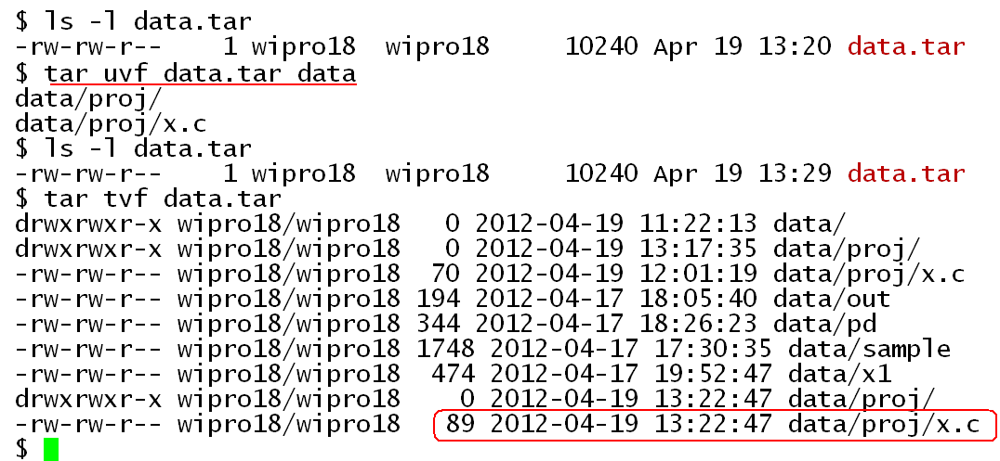 $ ls -l data.tar
-rw-rw-r--    1 wipro18  wipro18     10240 Apr 19 13:20 data.tar
$ tar uvf data.tar data
data/proj/
data/proj/x.c
$ ls -l data.tar
-rw-rw-r--    1 wipro18  wipro18     10240 Apr 19 13:29 data.tar
$ tar tvf data.tar
drwxrwxr-x wipro18/wipro18   0 2012-04-19 11:22:13 data/
drwxrwxr-x wipro18/wipro18   0 2012-04-19 13:17:35 data/proj/
-rw-rw-r-- wipro18/wipro18  70 2012-04-19 12:01:19 data/proj/x.c
-rw-rw-r-- wipro18/wipro18 194 2012-04-17 18:05:40 data/out
-rw-rw-r-- wipro18/wipro18 344 2012-04-17 18:26:23 data/pd
-rw-rw-r-- wipro18/wipro18 1748 2012-04-17 17:30:35 data/sample
-rw-rw-r-- wipro18/wipro18  474 2012-04-17 19:52:47 data/x1
drwxrwxr-x wipro18/wipro18    0 2012-04-19 13:22:47 data/proj/
-rw-rw-r-- wipro18/wipro18   89 2012-04-19 13:22:47 data/proj/x.c
$